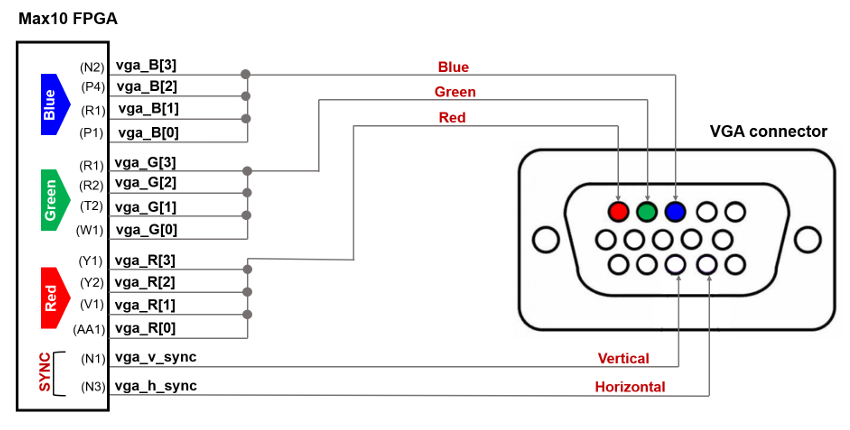 Max10 FPGA
(N2) vga_B[3]
(P4) vga_B[2]
(R1) vga_B[1]
(P1) vga_B[0]
Blue
(R1) vga_G[3]
(R2) vga_G[2]
(T2) vga_G[1]
(W1) vga_G[0]
Green
(Y1) vga_R[3]
(Y2) vga_R[2]
(V1) vga_R[1]
(AA1) vga_R[0]
Red
SYNC
(N1) vga_v_sync
(N3) vga_h_sync
Blue
Green
Red
VGA connector
Vertical
Horizontal